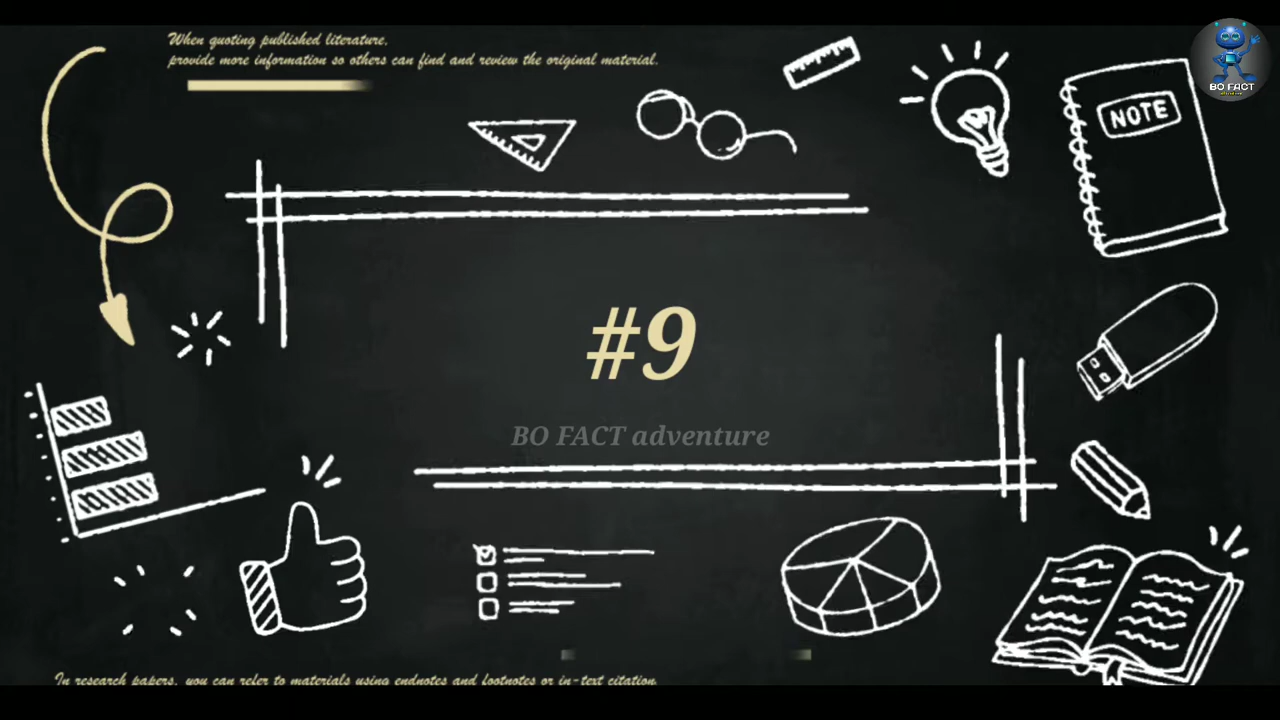 When quoting published literature.
provide more information so others can find and review the original material.
BO FACT
NOTE
#9
BO FACT adventure
In research papers, you can refer to materials using endnotes and footnotes or in-text citation.